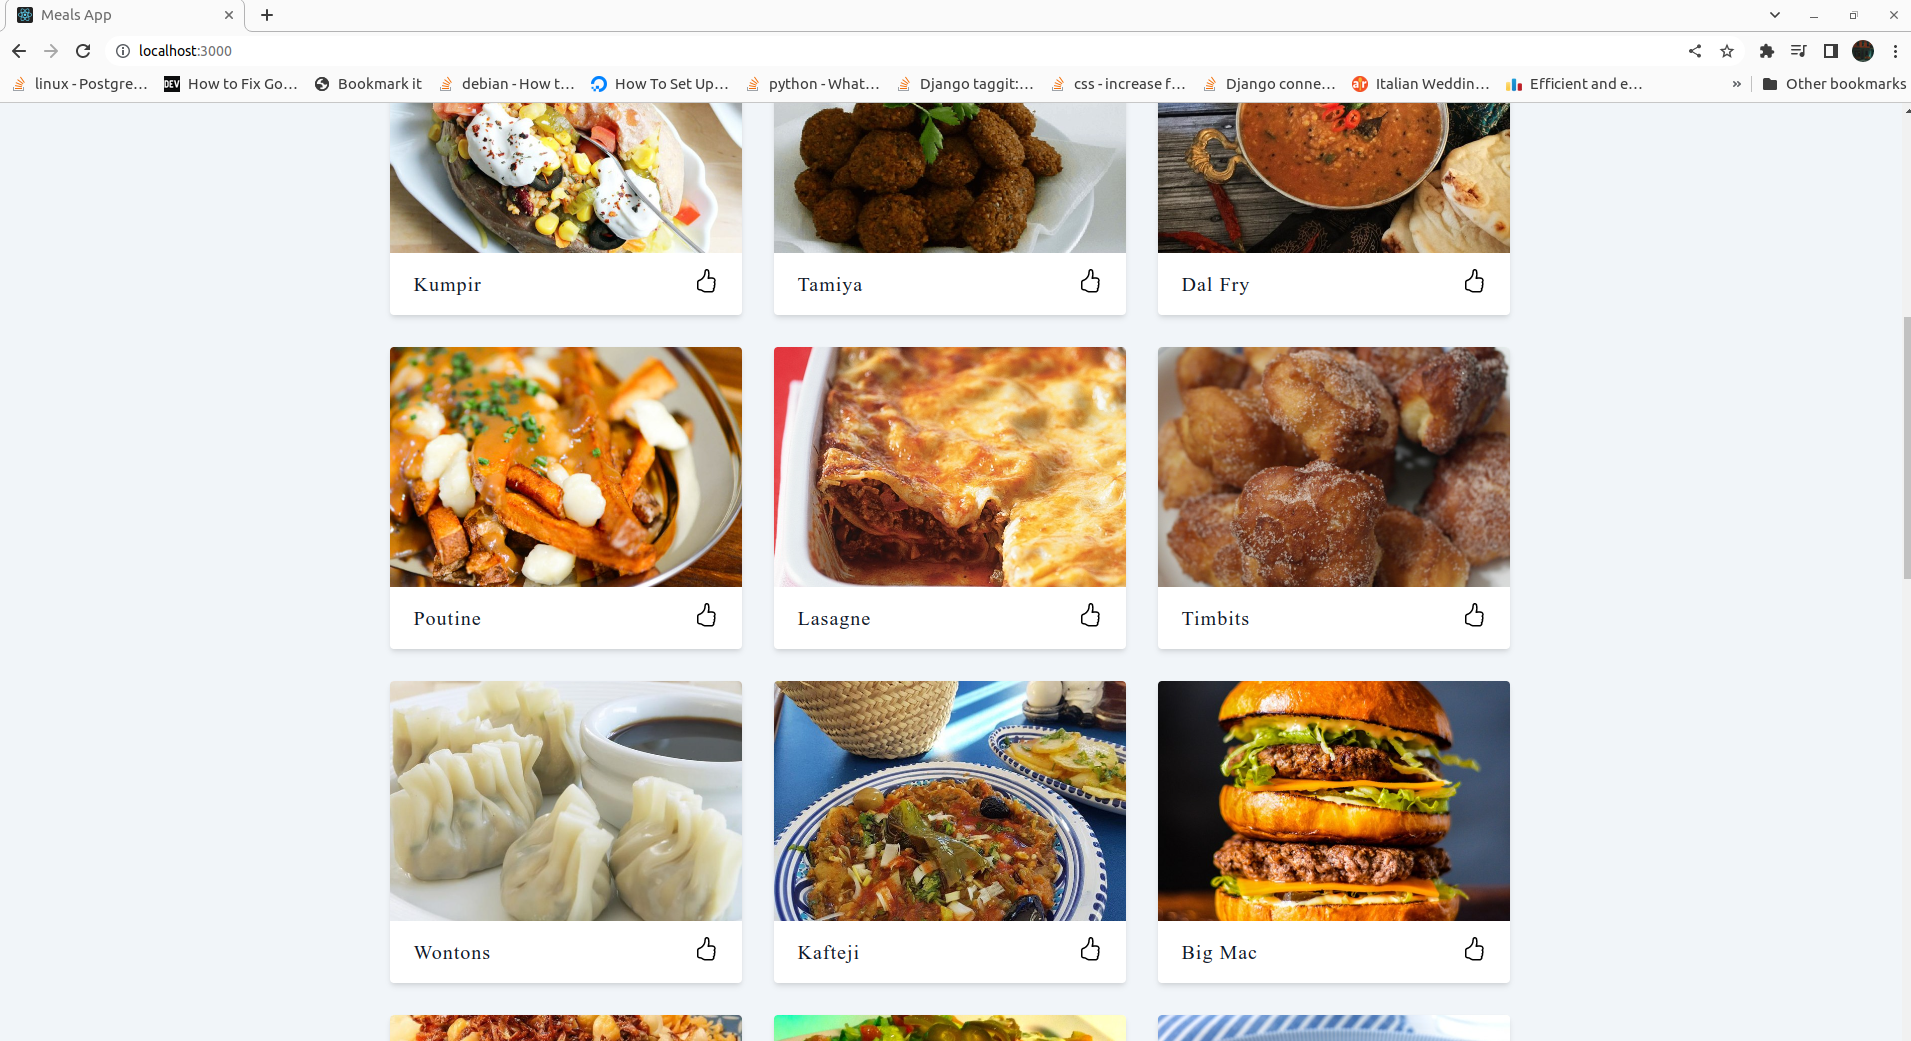 Meals App
localhost:3000
linux - Postgre…
DEV How to Fix Go…
Bookmark it
debian - How t…
How To Set Up…
python - What…
Django taggit:…
css - increase f…
Django conne…
ar Italian Weddin…
Efficient and e…
»
Other bookmarks
Kumpir
Tamiya
Dal Fry
Poutine
Lasagne
Timbits
Wontons
Kafteji
Big Mac